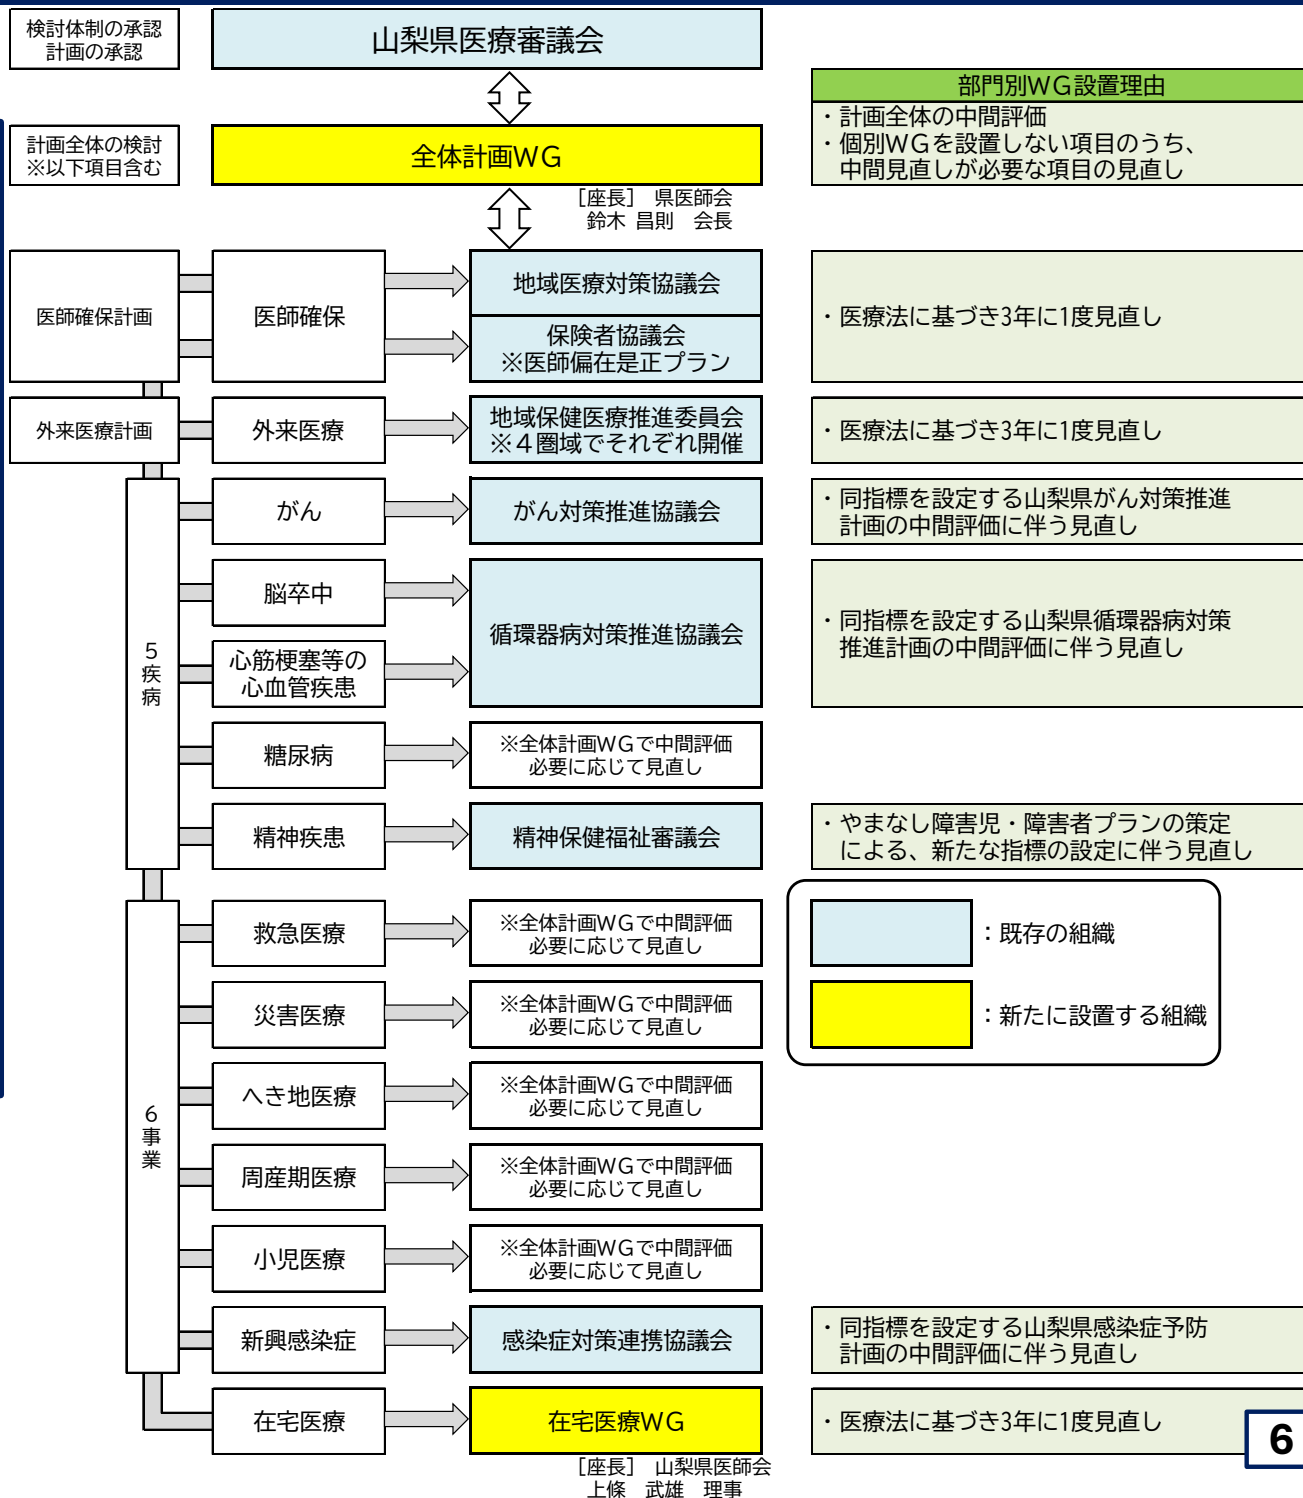 検討体制の承認
計画の承認
山梨県医療審議会
部門別ＷＧ設置理由
計画全体の検討
※以下項目含む
全体計画ＷＧ
・計画全体の中間評価
・個別ＷＧを設置しない項目のうち、
中間見直しが必要な項目の見直し
［座長］ 県医師会
鈴木 昌則　会長
医師確保計画
医師確保
地域医療対策協議会
保険者協議会
※医師偏在是正プラン
・医療法に基づき3年に1度見直し
外来医療計画
外来医療
地域保健医療推進委員会
※４圏域でそれぞれ開催
・医療法に基づき3年に1度見直し
５疾病
がん
がん対策推進協議会
・同指標を設定する山梨県がん対策推進
計画の中間評価に伴う見直し
脳卒中
心筋梗塞等の
心血管疾患
循環器病対策推進協議会
・同指標を設定する山梨県循環器病対策
推進計画の中間評価に伴う見直し
糖尿病
※全体計画ＷＧで中間評価
必要に応じて見直し
精神疾患
精神保健福祉審議会
・やまなし障害児・障害者プランの策定
による、新たな指標の設定に伴う見直し
６事業
救急医療
※全体計画ＷＧで中間評価
必要に応じて見直し
：既存の組織
災害医療
※全体計画ＷＧで中間評価
必要に応じて見直し
：新たに設置する組織
へき地医療
※全体計画ＷＧで中間評価
必要に応じて見直し
周産期医療
※全体計画ＷＧで中間評価
必要に応じて見直し
小児医療
※全体計画ＷＧで中間評価
必要に応じて見直し
新興感染症
感染症対策連携協議会
・同指標を設定する山梨県感染症予防
計画の中間評価に伴う見直し
在宅医療
在宅医療ＷＧ
・医療法に基づき3年に1度見直し
6
［座長］ 山梨県医師会
上條　武雄　理事